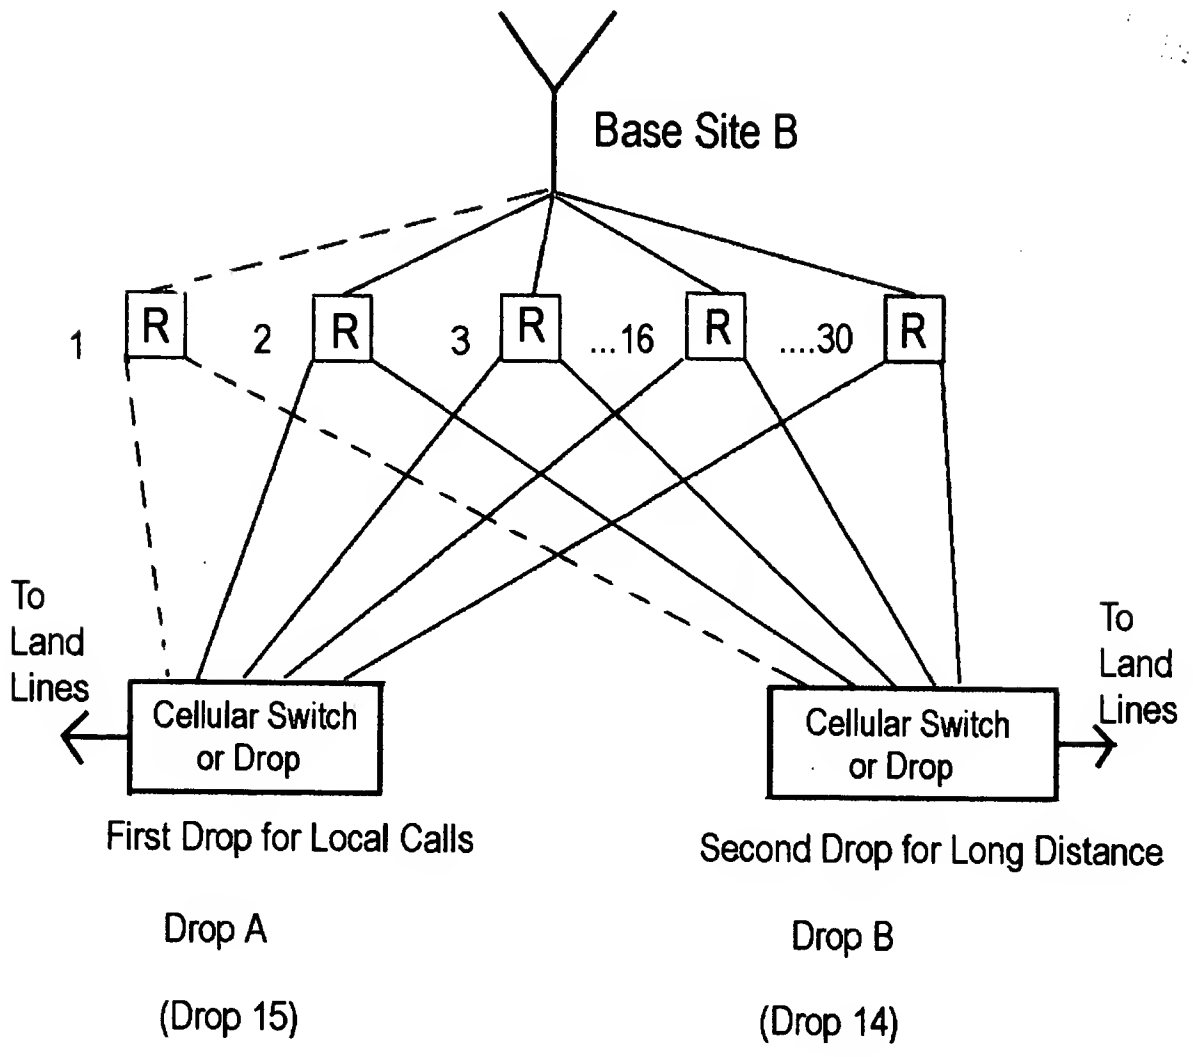 Base Site B
1 R 2 R 3 R ...16 R ....30 R
To
Land
Lines
To
Land
Lines
Cellular Switch
or Drop
Cellular Switch
or Drop
First Drop for Local Calls
Second Drop for Long Distance
Drop A
Drop B
(Drop 15)
(Drop 14)